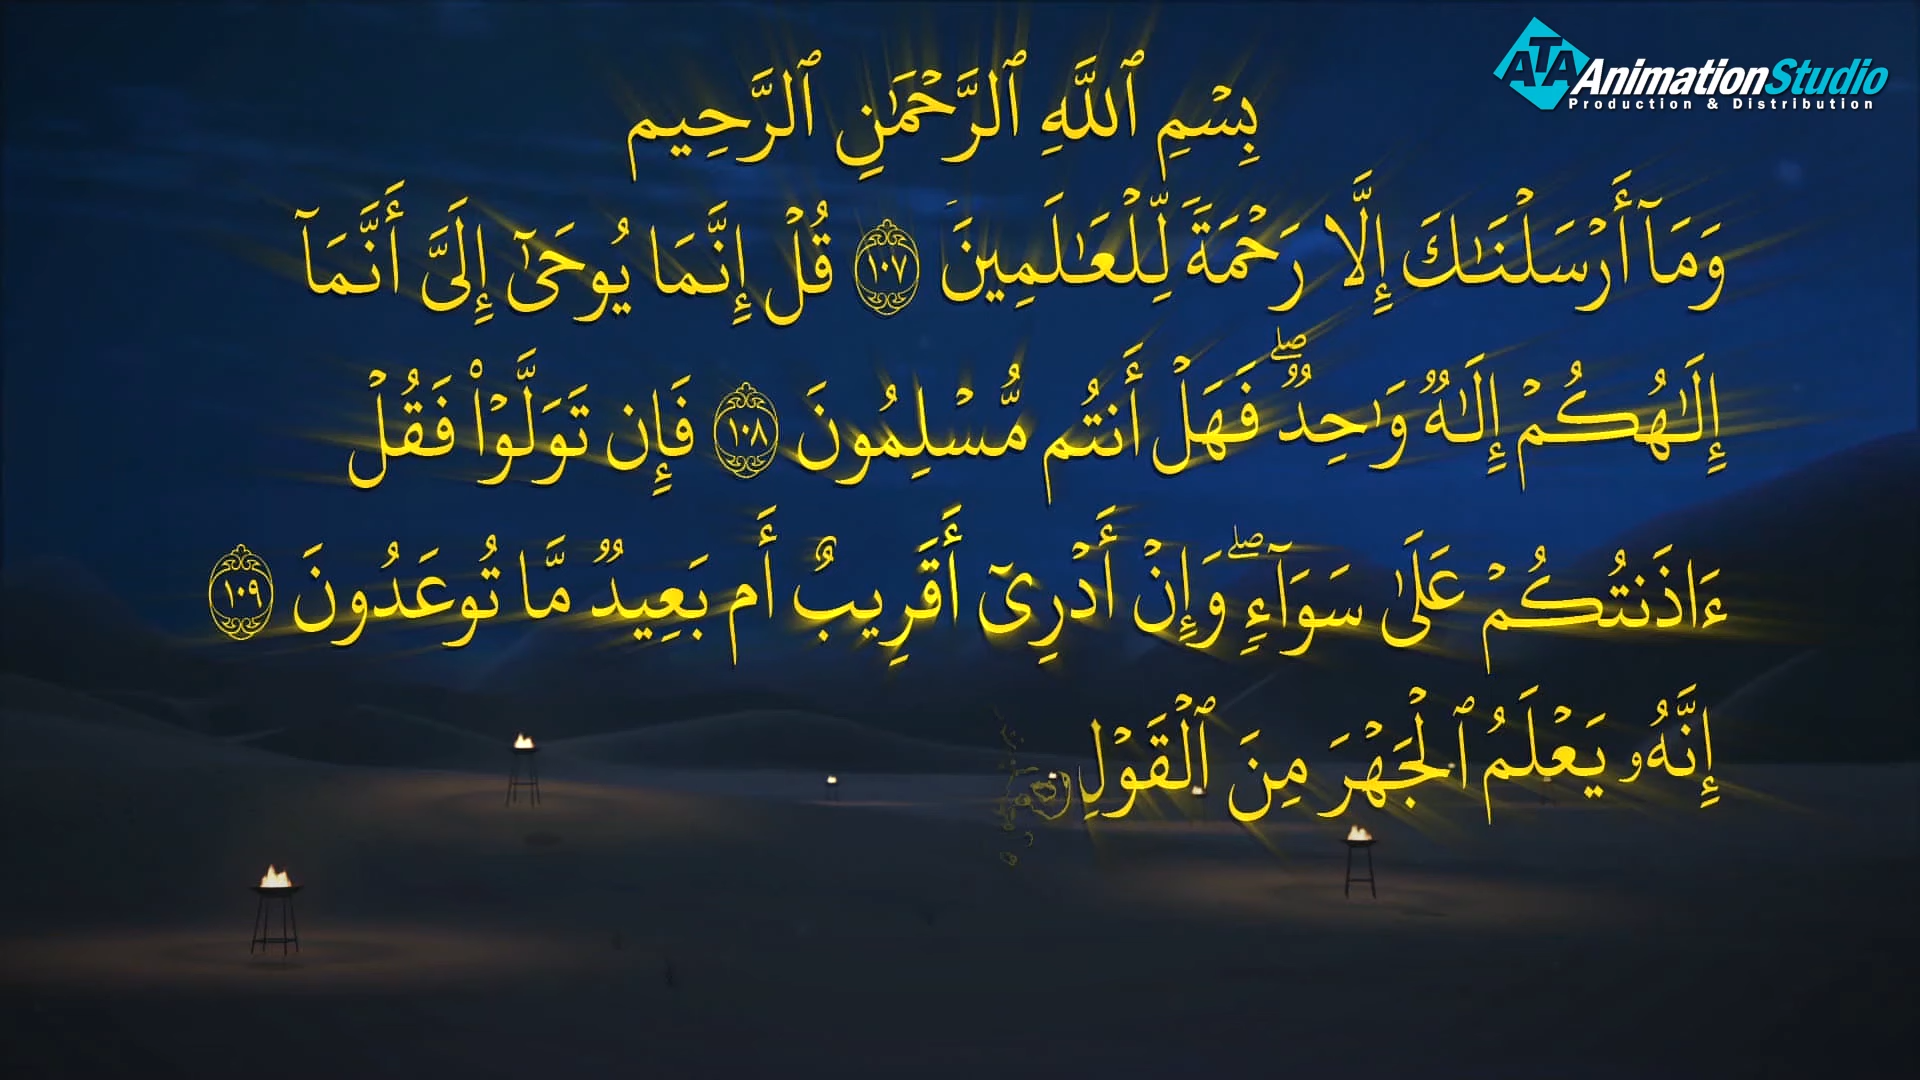 ATA AnimationStudio
Production & Distribution
بِسْمِ ٱللَّهِ ٱلرَّحْمَٰنِ ٱلرَّحِيمِ
وَمَآ أَرْسَلْنَٰكَ إِلَّا رَحْمَةً لِّلْعَٰلَمِينَ ١٠٧ قُلْ إِنَّمَا يُوحَىٰٓ إِلَىَّ أَنَّمَآ
إِلَٰهُكُمْ إِلَٰهٌ وَٰحِدٌ ۖ فَهَلْ أَنتُم مُّسْلِمُونَ ١٠٨ فَإِن تَوَلَّوْا۟ فَقُلْ
ءَاذَنتُكُمْ عَلَىٰ سَوَآءٍ ۖ وَإِنْ أَدْرِىٓ أَقَرِيبٌ أَم بَعِيدٌ مَّا تُوعَدُونَ ١٠٩
إِنَّهُۥ يَعْلَمُ ٱلْجَهْرَ مِنَ ٱلْقَوْلِ